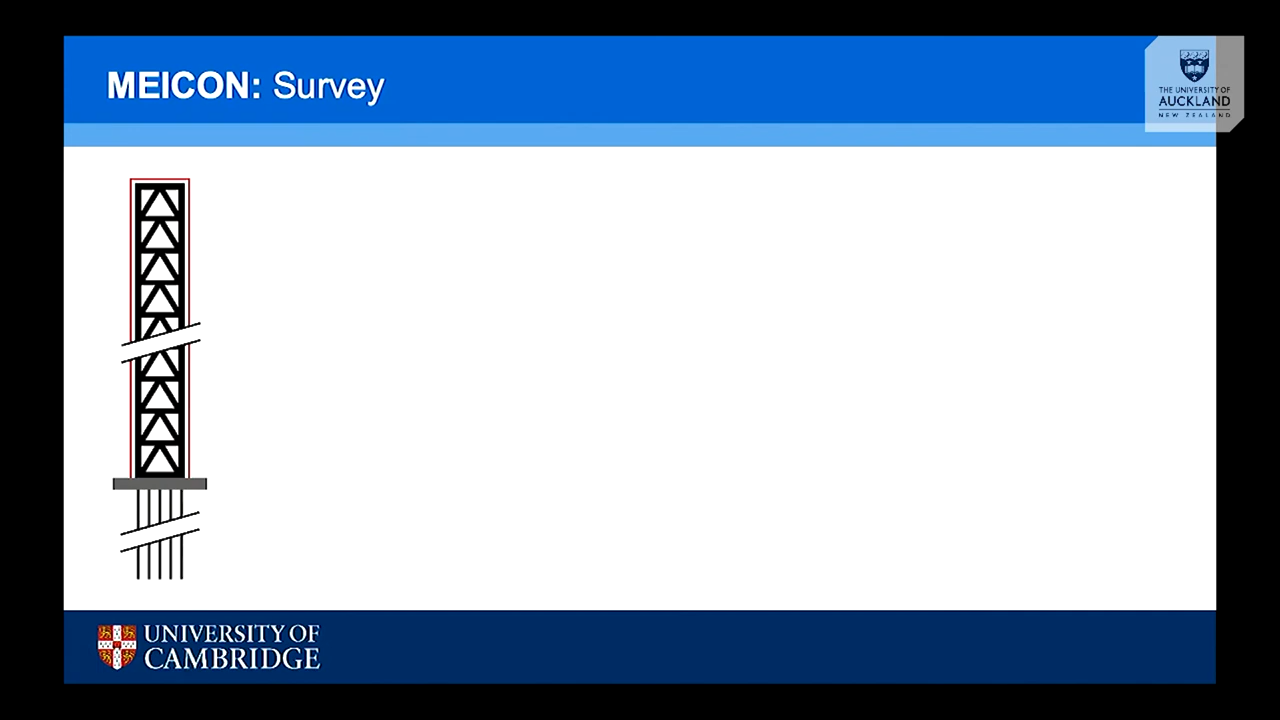 MEICON: Survey
THE UNIVERSITY OF
AUCKLAND
NEW ZEALAND
UNIVERSITY OF
CAMBRIDGE